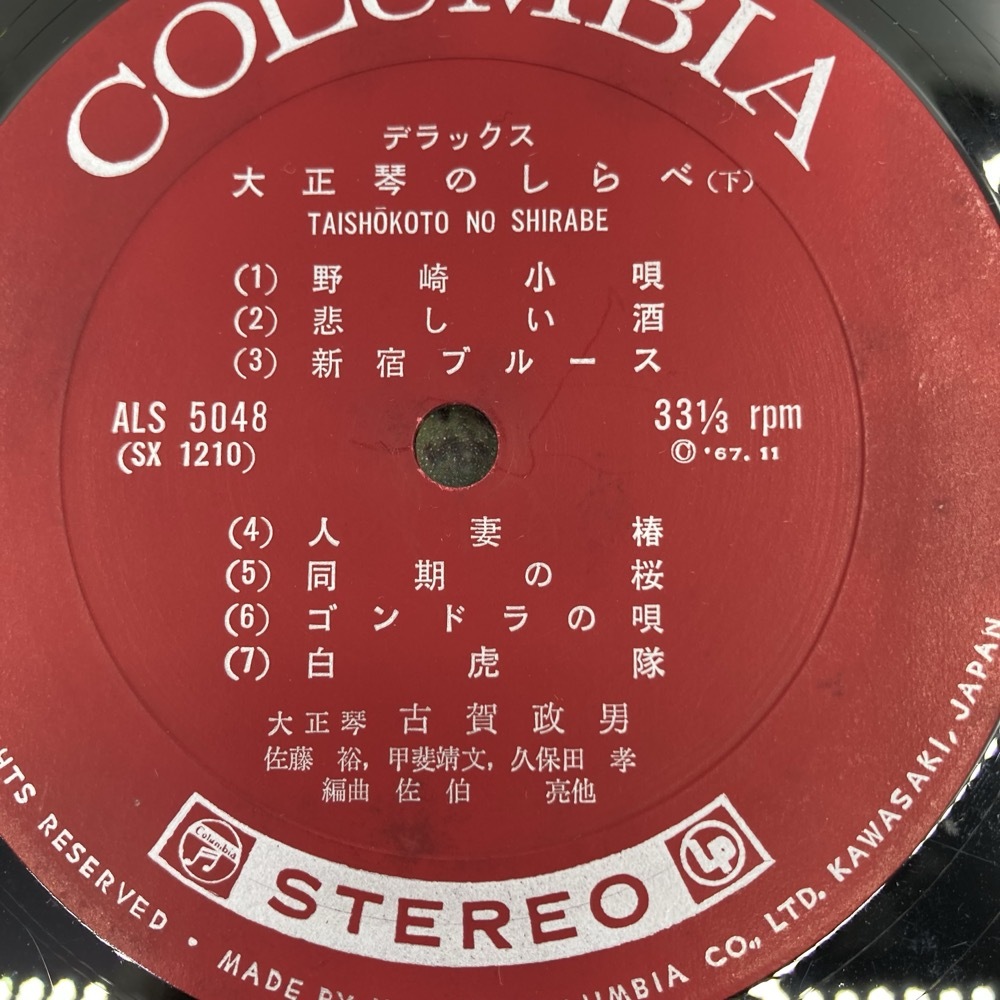 COLUMBIA
デラックス
大正琴のしらべ(下)
TAISHŌKOTO NO SHIRABE
(1) 野崎小唄
(2) 悲しい酒
(3) 新宿ブルース
ALS 5048
(SX 1210)
33⅓ rpm
© '67. 11
(4) 人妻椿
(5) 同期の桜
(6) ゴンドラの唄
(7) 白虎隊
大正琴 古賀政男
佐藤 裕, 甲斐靖文, 久保田 孝
編曲 佐伯 亮他
Columbia
STEREO
LP
RESERVED • MADE BY CO., LTD. KAWASAKI, JAPAN